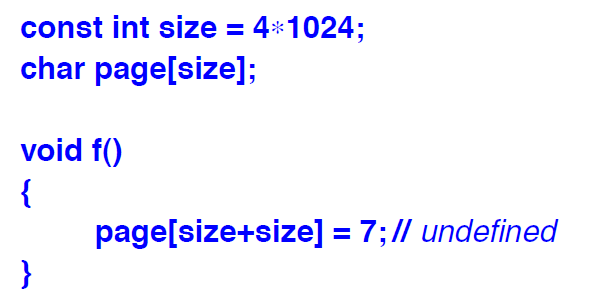 const int size = 4*1024;
char page[size];
void f()
{
page[size+size] = 7; // undefined
}